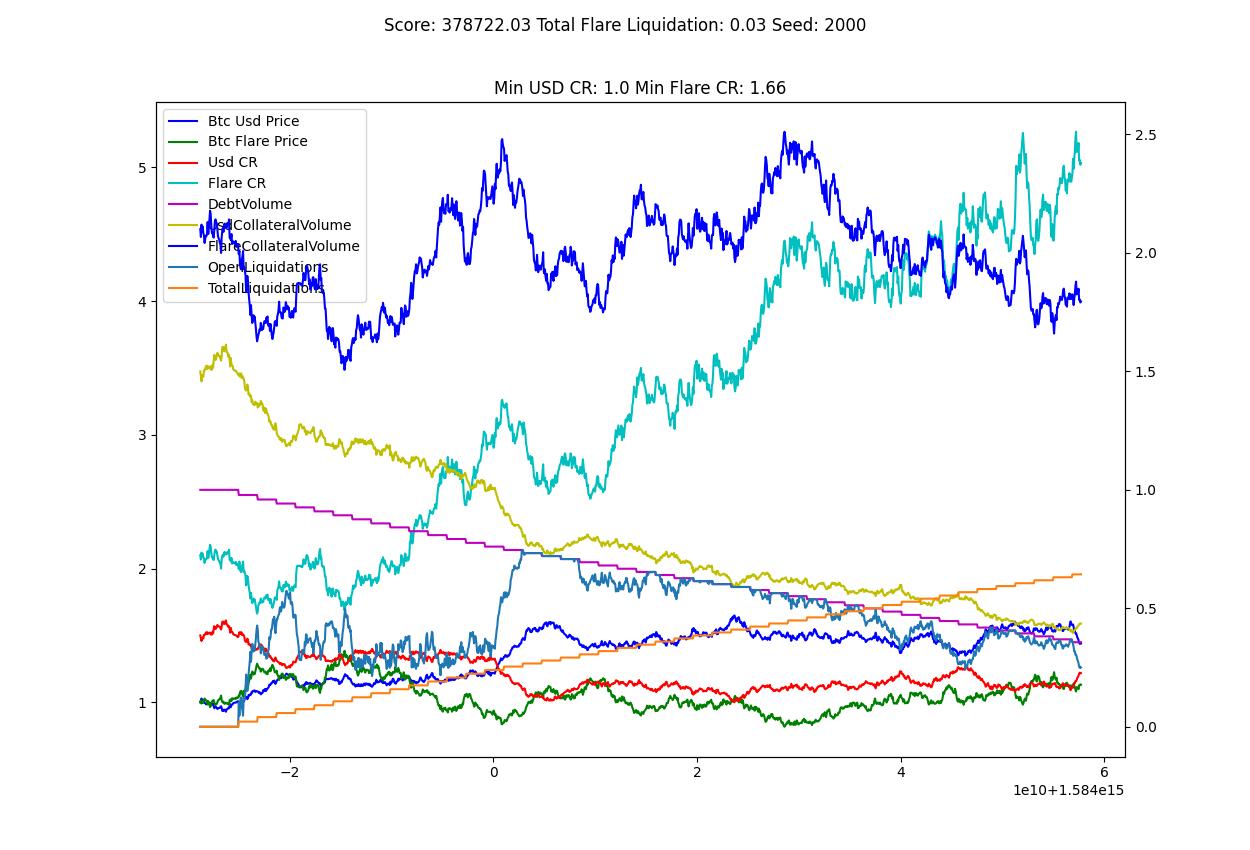 Score: 378722.03 Total Flare Liquidation: 0.03 Seed: 2000
Min USD CR: 1.0 Min Flare CR: 1.66
Btc Usd Price
Btc Flare Price
Usd CR
Flare CR
DebtVolume
UsdCollateralVolume
FlareCollateralVolume
OpenLiquidations
TotalLiquidations
5
4
3
2
1
2.5
2.0
1.5
1.0
0.5
0.0
−2
0
2
4
6
1e10+1.584e15